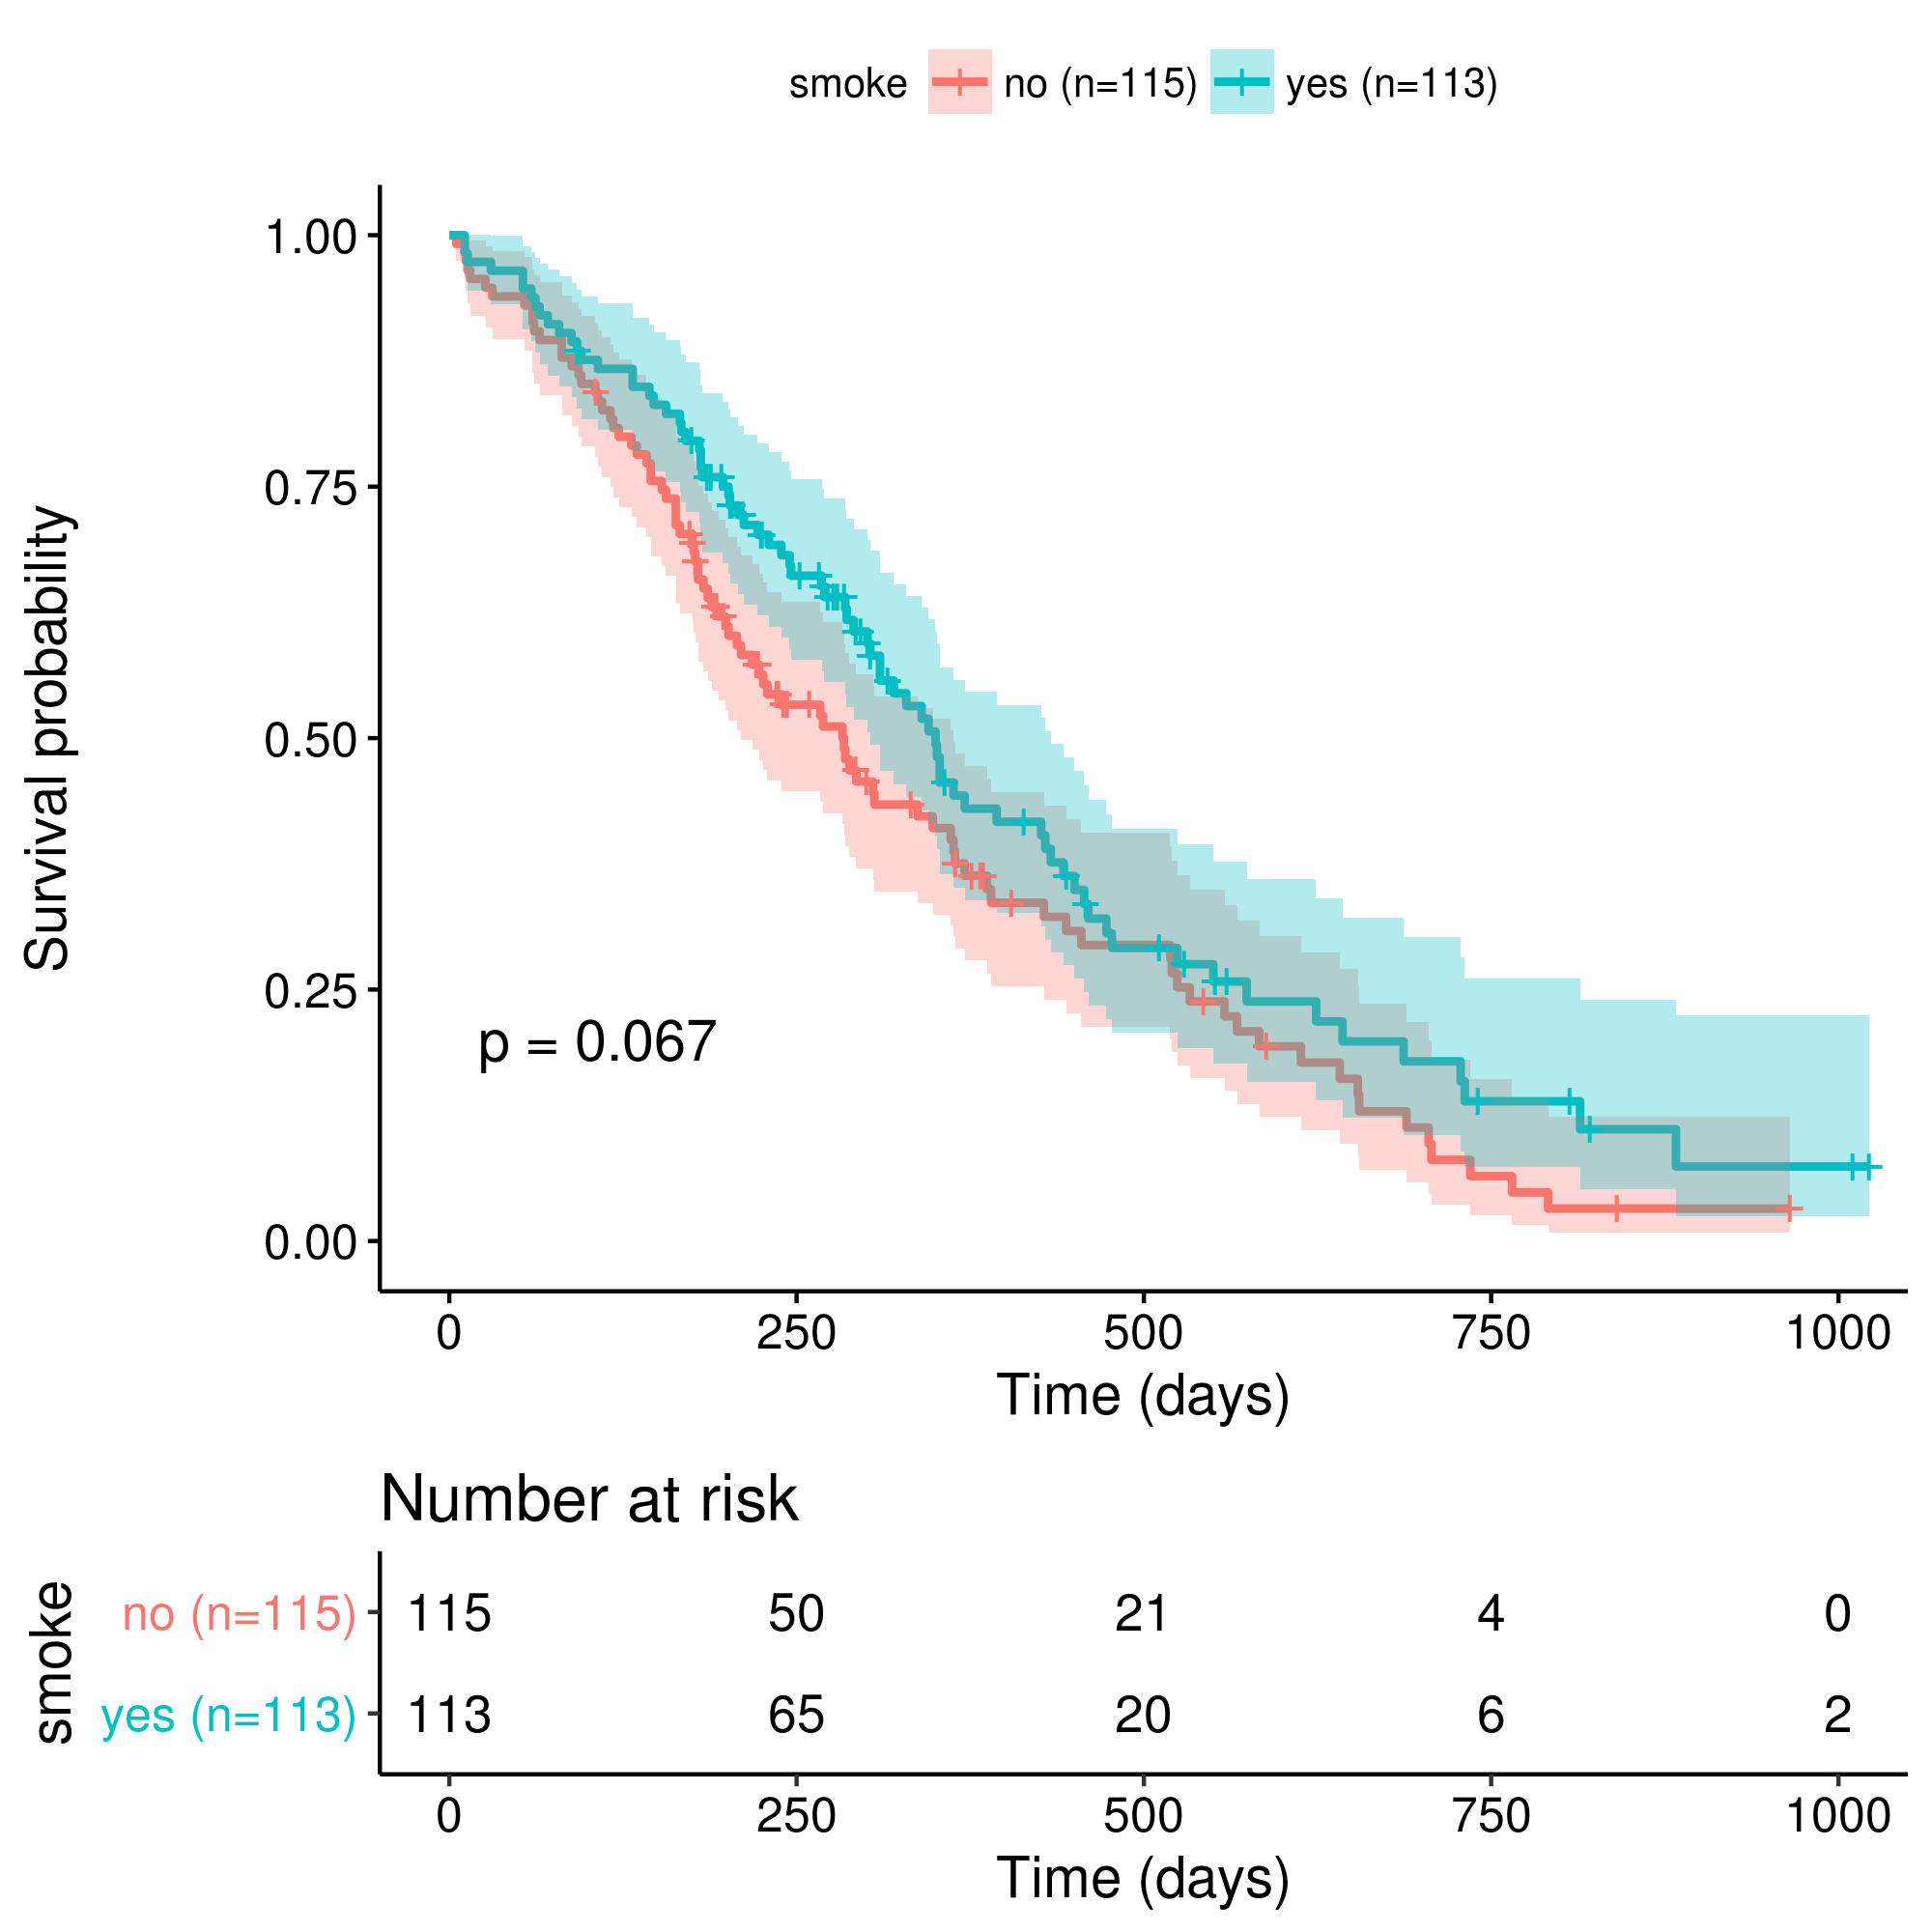 smoke no (n=115) yes (n=113)
1.00
0.75
0.50
0.25
0.00
Survival probability
p = 0.067
0 250 500 750 1000
Time (days)
Number at risk
smoke
no (n=115) 115 50 21 4 0
yes (n=113) 113 65 20 6 2
0 250 500 750 1000
Time (days)